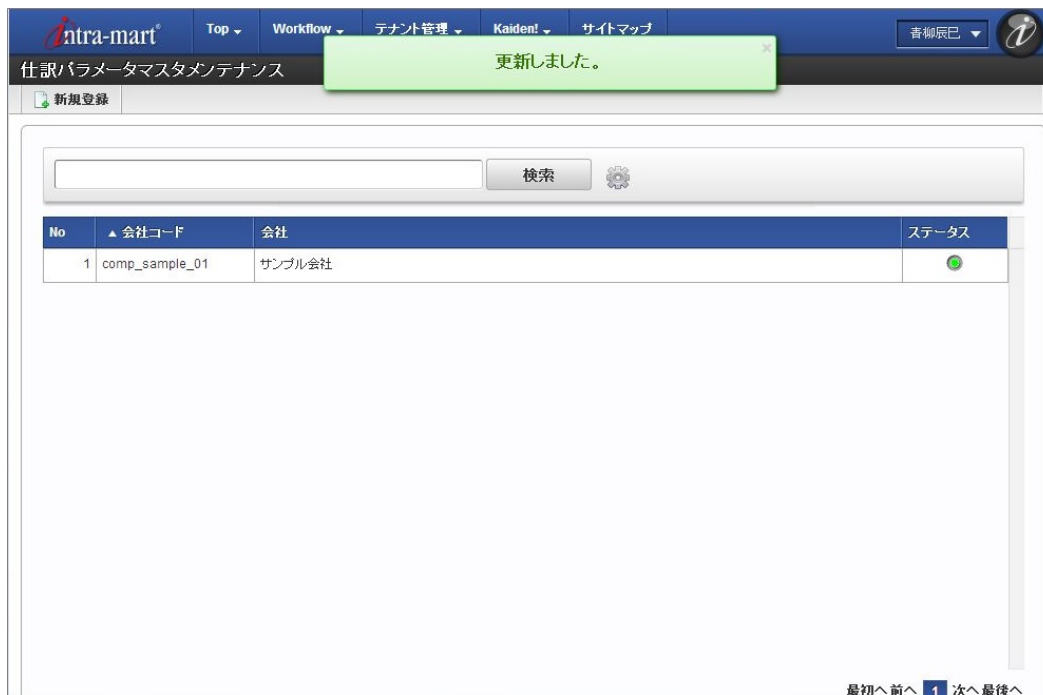 intra-mart® Top Workflow テナント管理 Kaiden! サイトマップ 青柳辰巳
更新しました。
仕訳パラメータマスタメンテナンス
新規登録
検索
No ▲ 会社コード 会社 ステータス
1 comp_sample_01 サンプル会社
最初へ 前へ 1 次へ 最後へ